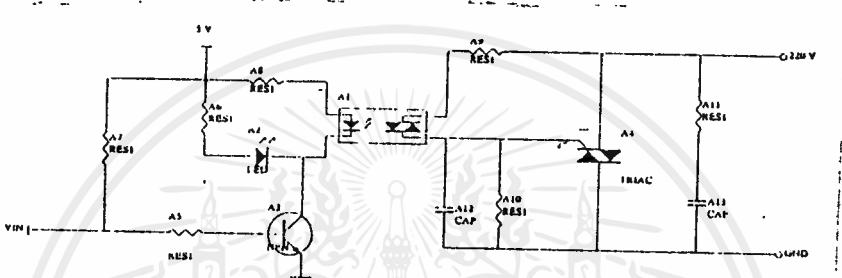 5 V
A9
RES1
220 V
A8
RES1
A1
A6
RES1
A11
RES1
A7
RES1
A2
LED
A4
TRIAC
A3
NPN
A12
CAP
A10
RES1
A13
CAP
VIN
A5
RES1
GND